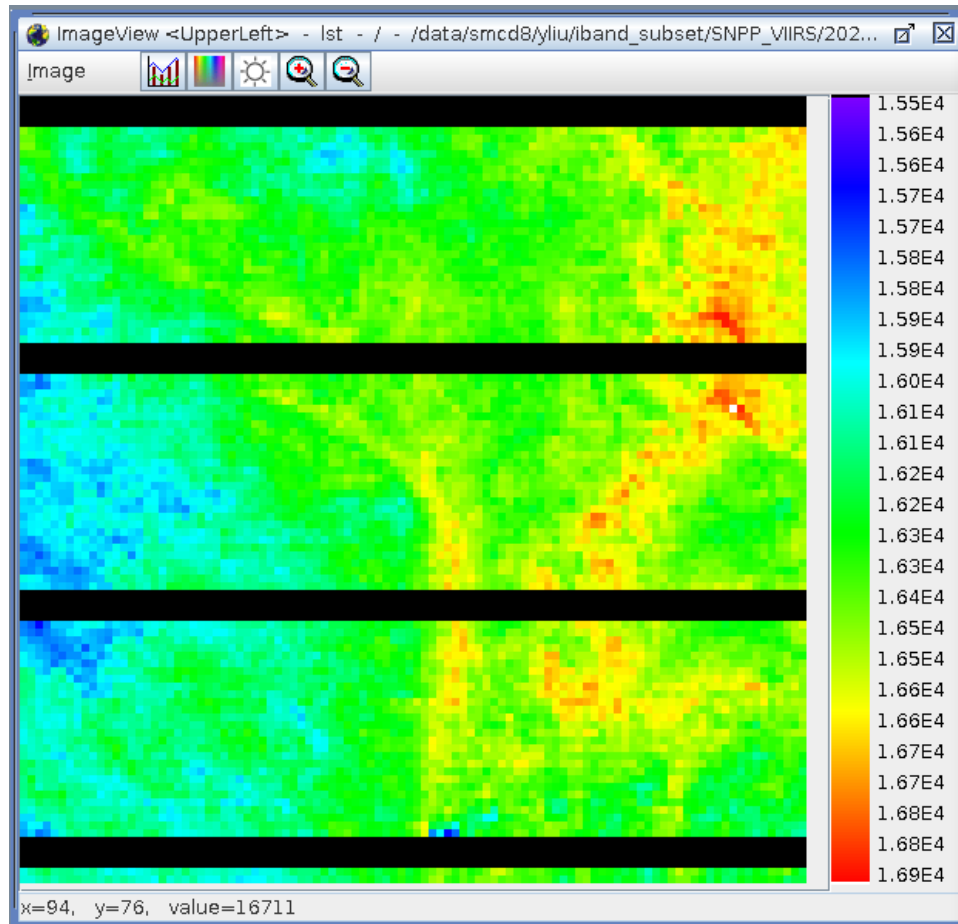 ImageView <UpperLeft> - lst - / - /data/smcd8/yliu/iband_subset/SNPP_VIIRS/202...
Image
1.55E4
1.56E4
1.56E4
1.57E4
1.57E4
1.58E4
1.58E4
1.59E4
1.59E4
1.60E4
1.61E4
1.61E4
1.62E4
1.62E4
1.63E4
1.63E4
1.64E4
1.65E4
1.65E4
1.66E4
1.66E4
1.67E4
1.67E4
1.68E4
1.68E4
1.69E4
x=94, y=76, value=16711